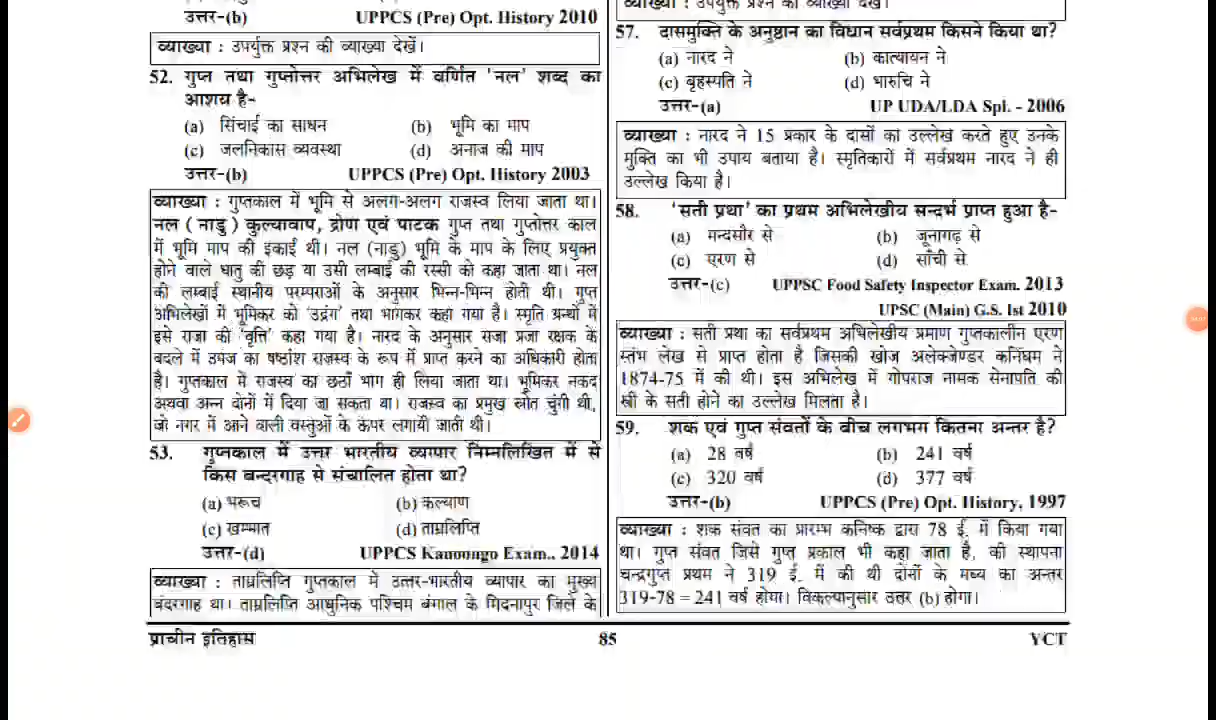 उत्तर-(b) UPPCS (Pre) Opt. History 2010
व्याख्या : उपर्युक्त प्रश्न की व्याख्या देखें।
52. गुप्त तथा गुप्तोत्तर अभिलेख में वर्णित 'नल' शब्द का
आशय है-
(a) सिंचाई का साधन (b) भूमि का माप
(c) जलनिकास व्यवस्था (d) अनाज की माप
उत्तर-(b) UPPCS (Pre) Opt. History 2003
व्याख्या : गुप्तकाल में भूमि से अलग-अलग राजस्व लिया जाता था।
नल ( नाडु ) कुल्यावाप, द्रोण एवं पाटक गुप्त तथा गुप्तोत्तर काल
में भूमि माप की इकाई थी। नल (नाडु) भूमि के माप के लिए प्रयुक्त
होने वाले धातु की छड़ या उसी लम्बाई की रस्सी को कहा जाता था। नल
की लम्बाई स्थानीय परम्पराओं के अनुसार भिन्न-भिन्न होती थी। गुप्त
अभिलेखों में भूमिकर को 'उद्रंग' तथा भागकर कहा गया है। स्मृति ग्रन्थों में
इसे राजा की 'वृत्ति' कहा गया है। नारद के अनुसार राजा प्रजा रक्षक के
बदले में उपज का षष्ठांश राजस्व के रूप में प्राप्त करने का अधिकारी होता
है। गुप्तकाल में राजस्व का छठाँ भाग ही लिया जाता था। भूमिकर नकद
अथवा अन्न दोनों में दिया जा सकता था। राजस्व का प्रमुख स्रोत चुंगी थी,
जो नगर में आने वाली वस्तुओं के ऊपर लगायी जाती थी।
53. गुप्तकाल में उत्तर भारतीय व्यापार निम्नलिखित में से
किस बन्दरगाह से संचालित होता था?
(a) भरूच (b) कल्याण
(c) खम्भात (d) ताम्रलिप्ति
उत्तर-(d) UPPCS Kanoongo Exam.. 2014
व्याख्या : ताम्रलिप्ति गुप्तकाल में उत्तर-भारतीय व्यापार का मुख्य
बंदरगाह था। ताम्रलिप्ति आधुनिक पश्चिम बंगाल के मिदनापुर जिले के
व्याख्या : उपर्युक्त प्रश्न की व्याख्या देखें।
57. दासमुक्ति के अनुष्ठान का विधान सर्वप्रथम किसने किया था?
(a) नारद ने (b) कात्यायन ने
(c) बृहस्पति ने (d) भारुचि ने
उत्तर-(a) UP UDA/LDA Spl. - 2006
व्याख्या : नारद ने 15 प्रकार के दासों का उल्लेख करते हुए उनके
मुक्ति का भी उपाय बताया है। स्मृतिकारों में सर्वप्रथम नारद ने ही
उल्लेख किया है।
58. 'सती प्रथा' का प्रथम अभिलेखीय सन्दर्भ प्राप्त हुआ है-
(a) मन्दसौर से (b) जूनागढ़ से
(c) एरण से (d) साँची से
उत्तर-(c) UPPSC Food Safety Inspector Exam. 2013
UPSC (Main) G.S. Ist 2010
व्याख्या : सती प्रथा का सर्वप्रथम अभिलेखीय प्रमाण गुप्तकालीन एरण
स्तंभ लेख से प्राप्त होता है जिसकी खोज अलेक्जेण्डर कनिंघम ने
1874-75 में की थी। इस अभिलेख में गोपराज नामक सेनापति की
स्त्री के सती होने का उल्लेख मिलता है।
59. शक एवं गुप्त संवतों के बीच लगभग कितना अन्तर है?
(a) 28 वर्ष (b) 241 वर्ष
(c) 320 वर्ष (d) 377 वर्ष
उत्तर-(b) UPPCS (Pre) Opt. History, 1997
व्याख्या : शक संवत का प्रारम्भ कनिष्क द्वारा 78 ई. में किया गया
था। गुप्त संवत जिसे गुप्त प्रकाल भी कहा जाता है, की स्थापना
चन्द्रगुप्त प्रथम ने 319 ई. में की थी दोनों के मध्य का अन्तर
319-78 = 241 वर्ष होगा। विकल्पानुसार उत्तर (b) होगा।
प्राचीन इतिहास 85 YCT